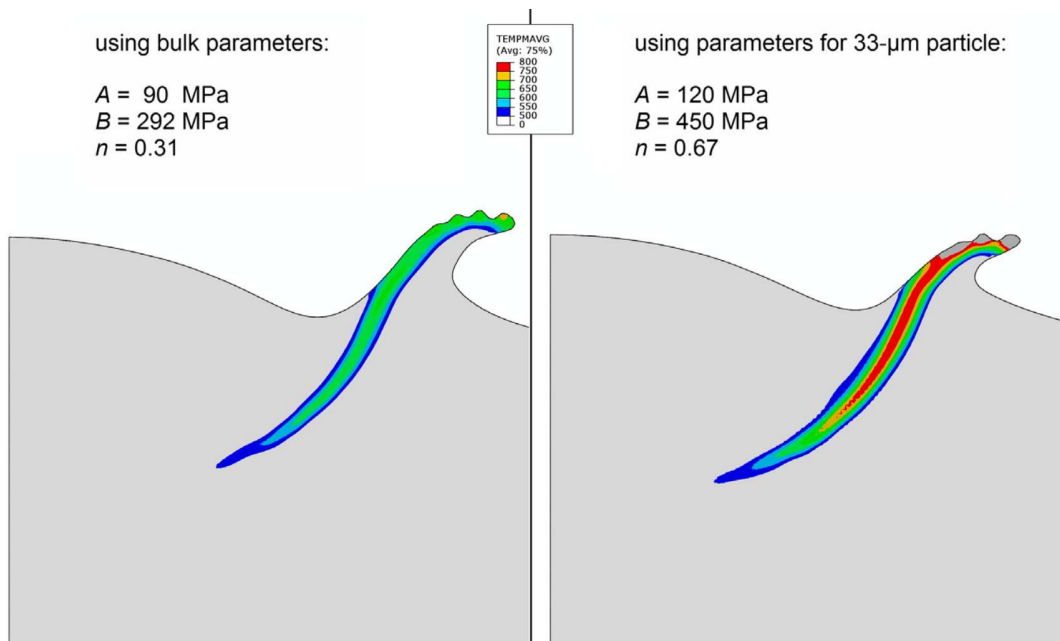 using bulk parameters:
A = 90 MPa
B = 292 MPa
n = 0.31
TEMPMAVG
(Avg: 75%)
800
750
700
650
600
550
500
0
using parameters for 33-µm particle:
A = 120 MPa
B = 450 MPa
n = 0.67